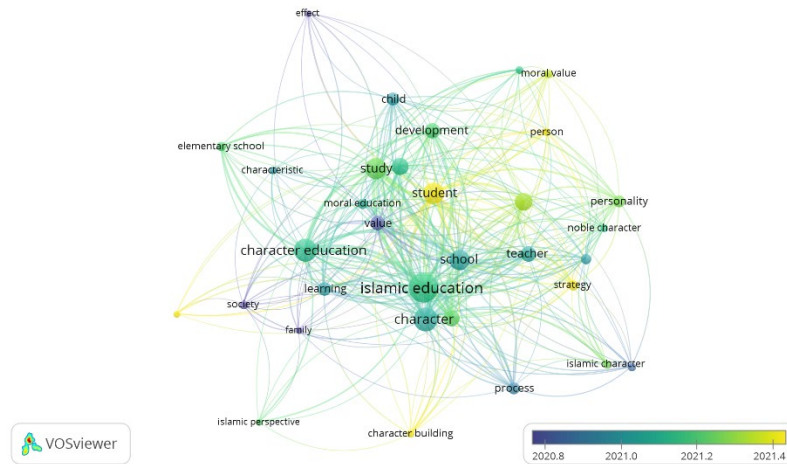 effect
moral value
child
person
development
elementary school
study
characteristic
student
moral education
personality
value
noble character
character education
school
teacher
islamic education
strategy
learning
society
character
family
islamic character
process
islamic perspective
character building
VOSviewer
2020.8 2021.0 2021.2 2021.4